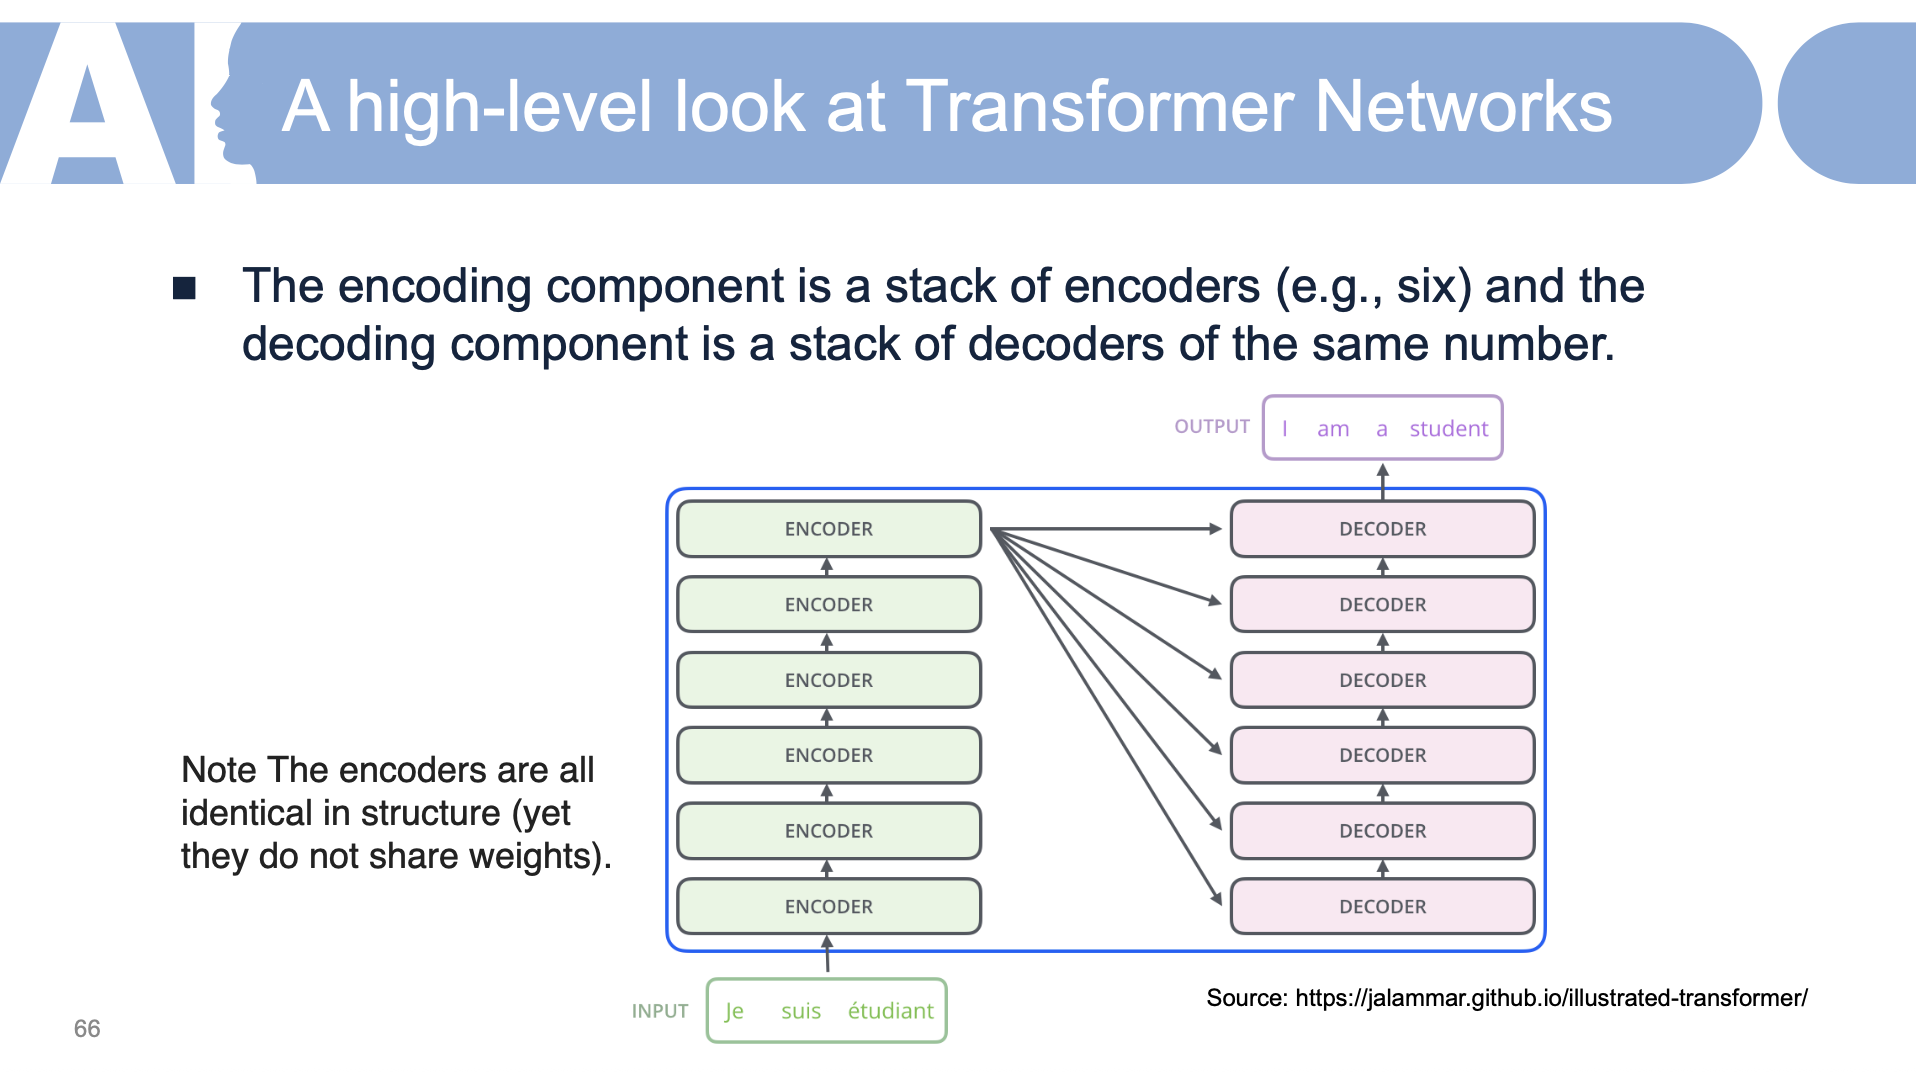 AI
A high-level look at Transformer Networks
■ The encoding component is a stack of encoders (e.g., six) and the
decoding component is a stack of decoders of the same number.
OUTPUT I am a student
ENCODER DECODER
ENCODER DECODER
ENCODER DECODER
ENCODER DECODER
ENCODER DECODER
ENCODER DECODER
Note The encoders are all
identical in structure (yet
they do not share weights).
INPUT Je suis étudiant
Source: https://jalammar.github.io/illustrated-transformer/
66